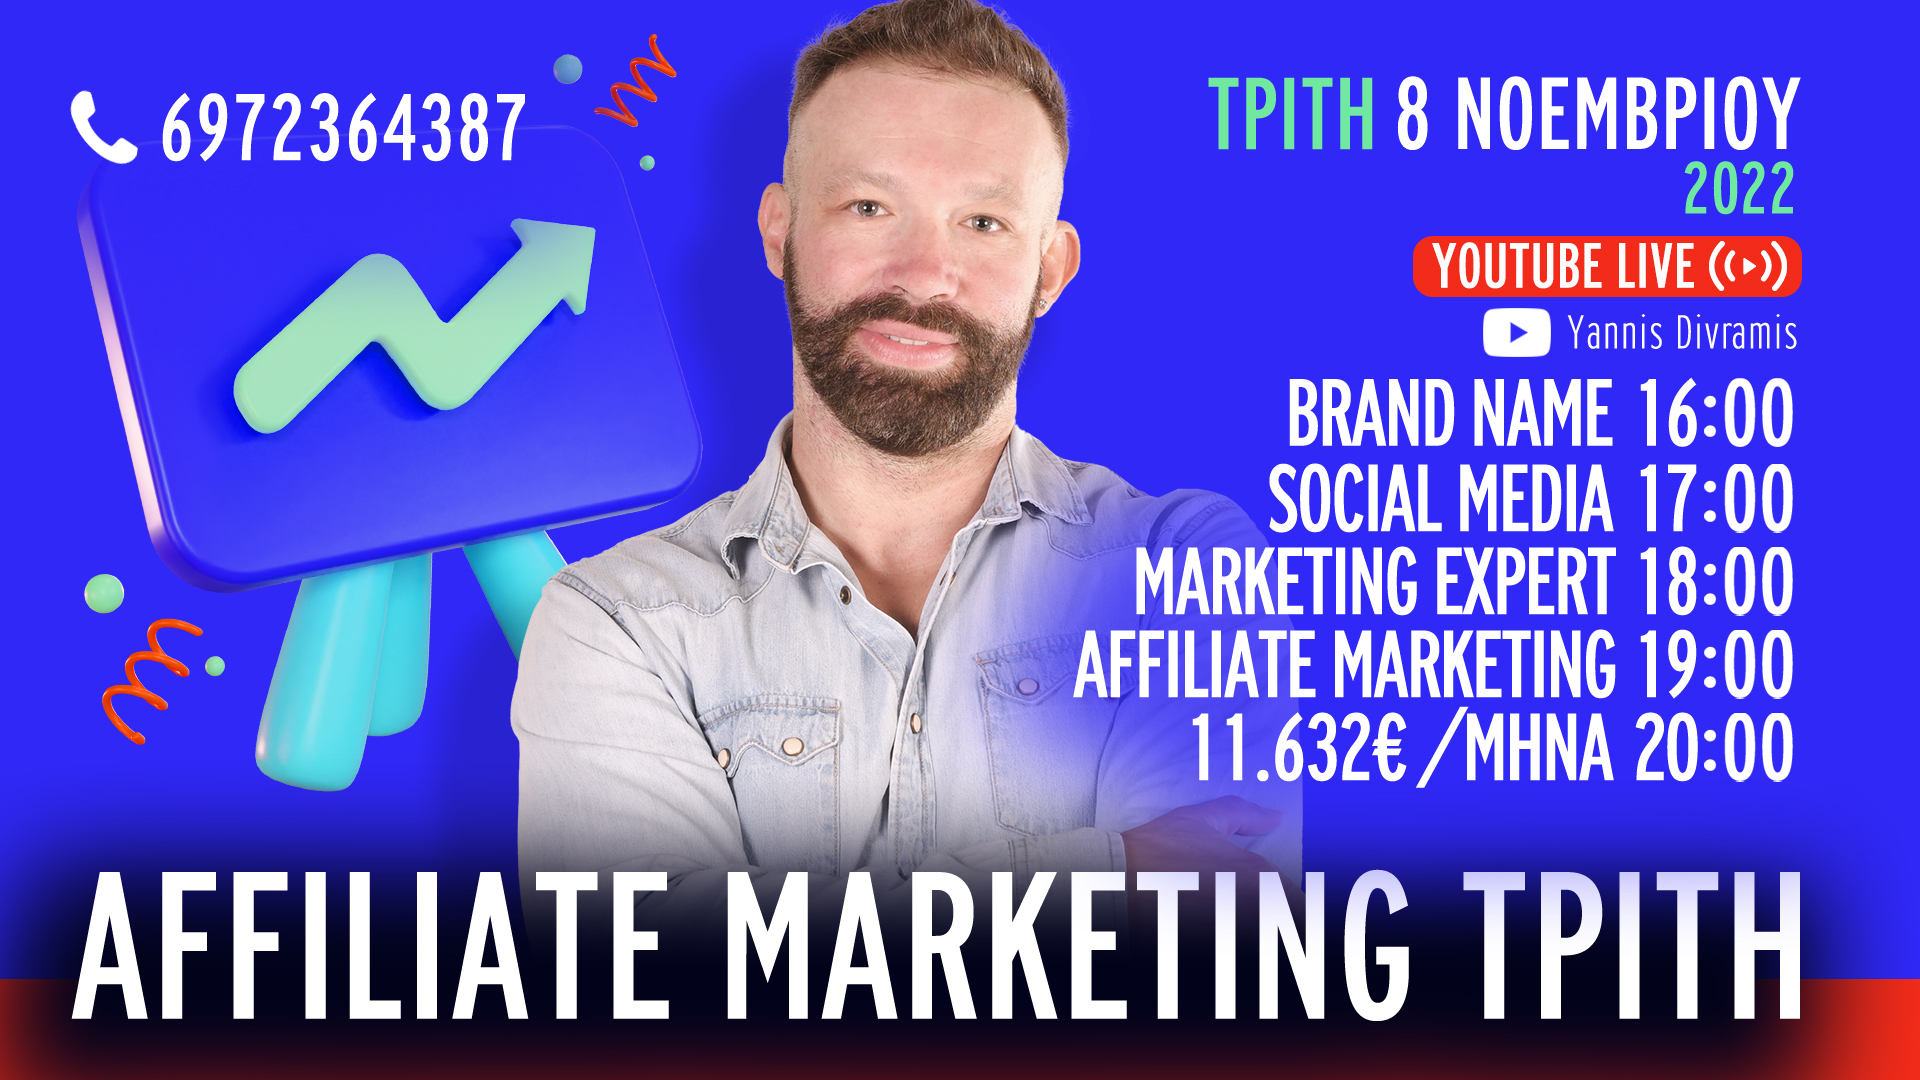 6972364387
ΤΡΙΤΗ 8 ΝΟΕΜΒΡΙΟΥ
2022
YOUTUBE LIVE
Yannis Divramis
BRAND NAME 16:00
SOCIAL MEDIA 17:00
MARKETING EXPERT 18:00
AFFILIATE MARKETING 19:00
11.632€ /ΜΗΝΑ 20:00
AFFILIATE MARKETING ΤΡΙΤΗ